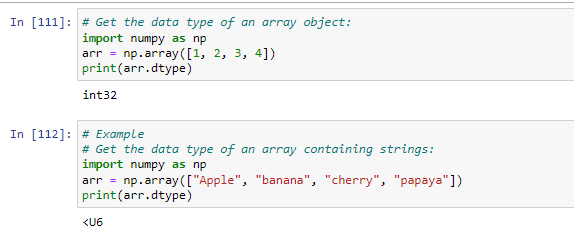 In [111]: # Get the data type of an array object:
import numpy as np
arr = np.array([1, 2, 3, 4])
print(arr.dtype)
int32
In [112]: # Example
# Get the data type of an array containing strings:
import numpy as np
arr = np.array(["Apple", "banana", "cherry", "papaya"])
print(arr.dtype)
<U6